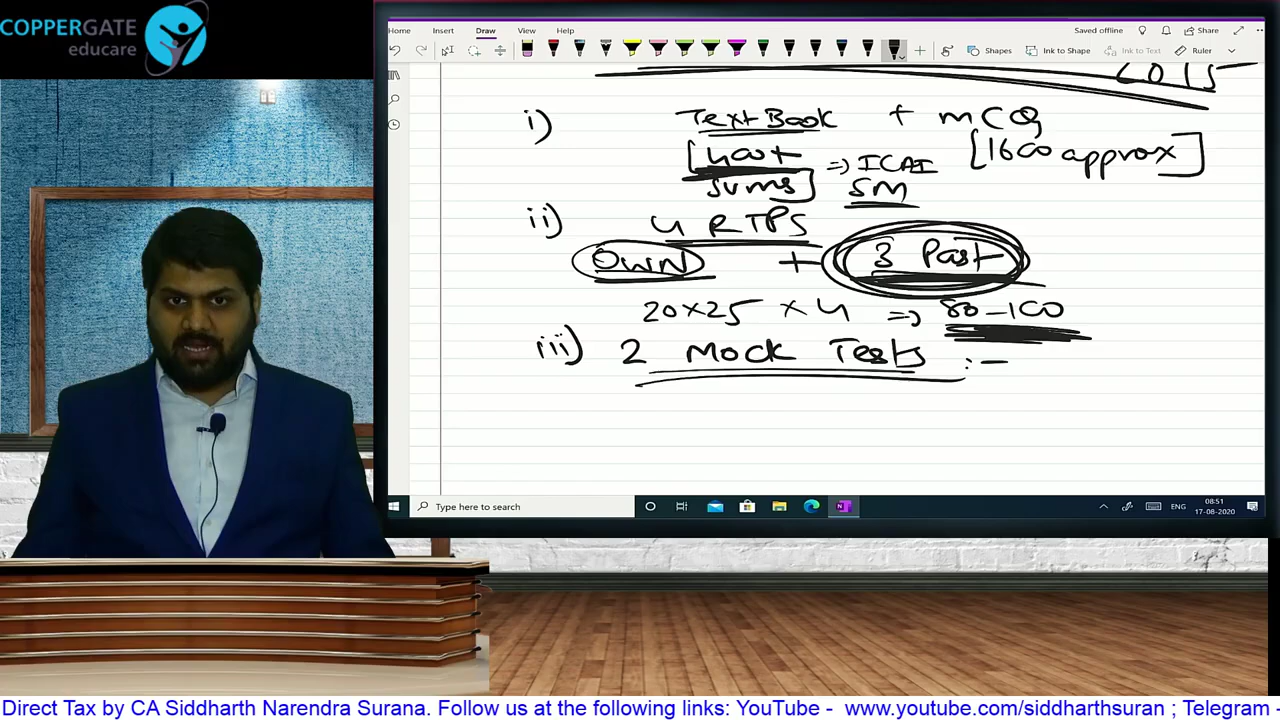 COPPERGATE
educare
Home Insert Draw View Help
Saved offline
Share
Shapes
Ink to Shape
Ink to Text
Ruler
2015
i) Text Book + MCQ
[400+ => ICAI [1600 approx]
sums] SM
ii) 4 RTPS
OWN + 3 Past
20x25 x 4 => 80-100
iii) 2 Mock Tests :-
Type here to search
ENG
08:51
17-08-2020
Direct Tax by CA Siddharth Narendra Surana. Follow us at the following links: YouTube - www.youtube.com/siddharthsuran ; Telegram -